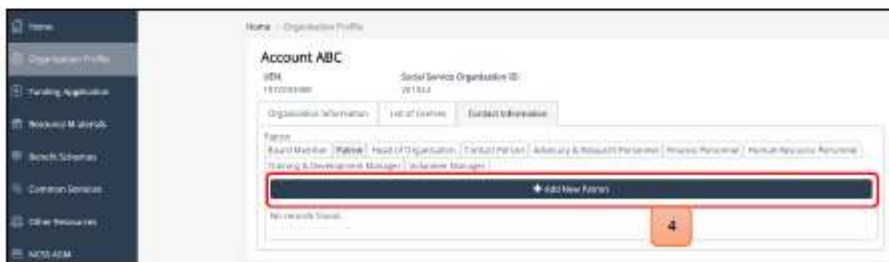 Home
Home > Organisation Profile
Organisation Profile
Account ABC
UEN:
Social Service Organisation ID:
Funding Application
Organisation Information
List of Centres
Contact Information
Resource Materials
Patron
Board Member
Patron
Head of Organisation
Contact Person
Advocacy & Research Personnel
Finance Personnel
Human Resource Personnel
Benefit Schemes
Training & Development Manager
Volunteer Manager
Common Services
+ Add New Patron
Other Resources
No records found.
4
NCSS AGM